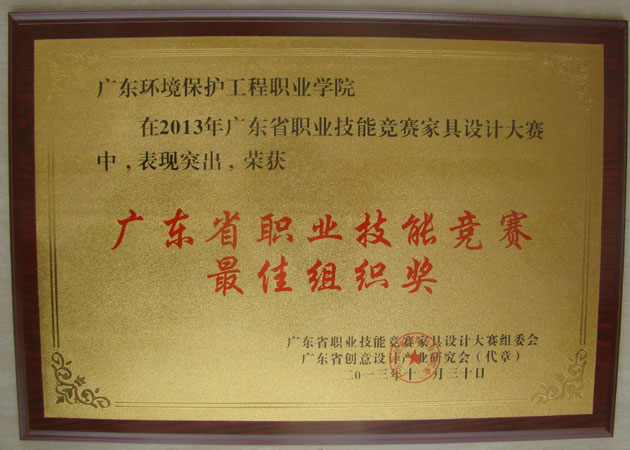 广东环境保护工程职业学院
在2013年广东省职业技能竞赛家具设计大赛
中，表现突出，荣获
广东省职业技能竞赛
最佳组织奖
广东省职业技能竞赛家具设计大赛组委会
广东省创意设计产业研究会（代章）
二〇一三年十月三十日